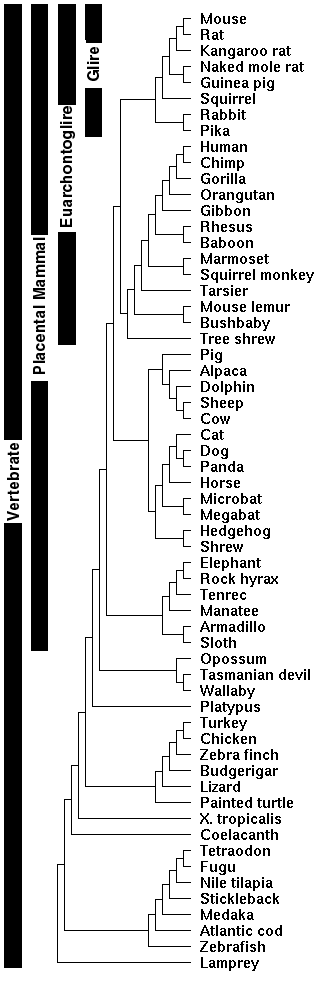 Vertebrate
Placental Mammal
Euarchontoglire
Glire
Mouse
Rat
Kangaroo rat
Naked mole rat
Guinea pig
Squirrel
Rabbit
Pika
Human
Chimp
Gorilla
Orangutan
Gibbon
Rhesus
Baboon
Marmoset
Squirrel monkey
Tarsier
Mouse lemur
Bushbaby
Tree shrew
Pig
Alpaca
Dolphin
Sheep
Cow
Cat
Dog
Panda
Horse
Microbat
Megabat
Hedgehog
Shrew
Elephant
Rock hyrax
Tenrec
Manatee
Armadillo
Sloth
Opossum
Tasmanian devil
Wallaby
Platypus
Turkey
Chicken
Zebra finch
Budgerigar
Lizard
Painted turtle
X. tropicalis
Coelacanth
Tetraodon
Fugu
Nile tilapia
Stickleback
Medaka
Atlantic cod
Zebrafish
Lamprey